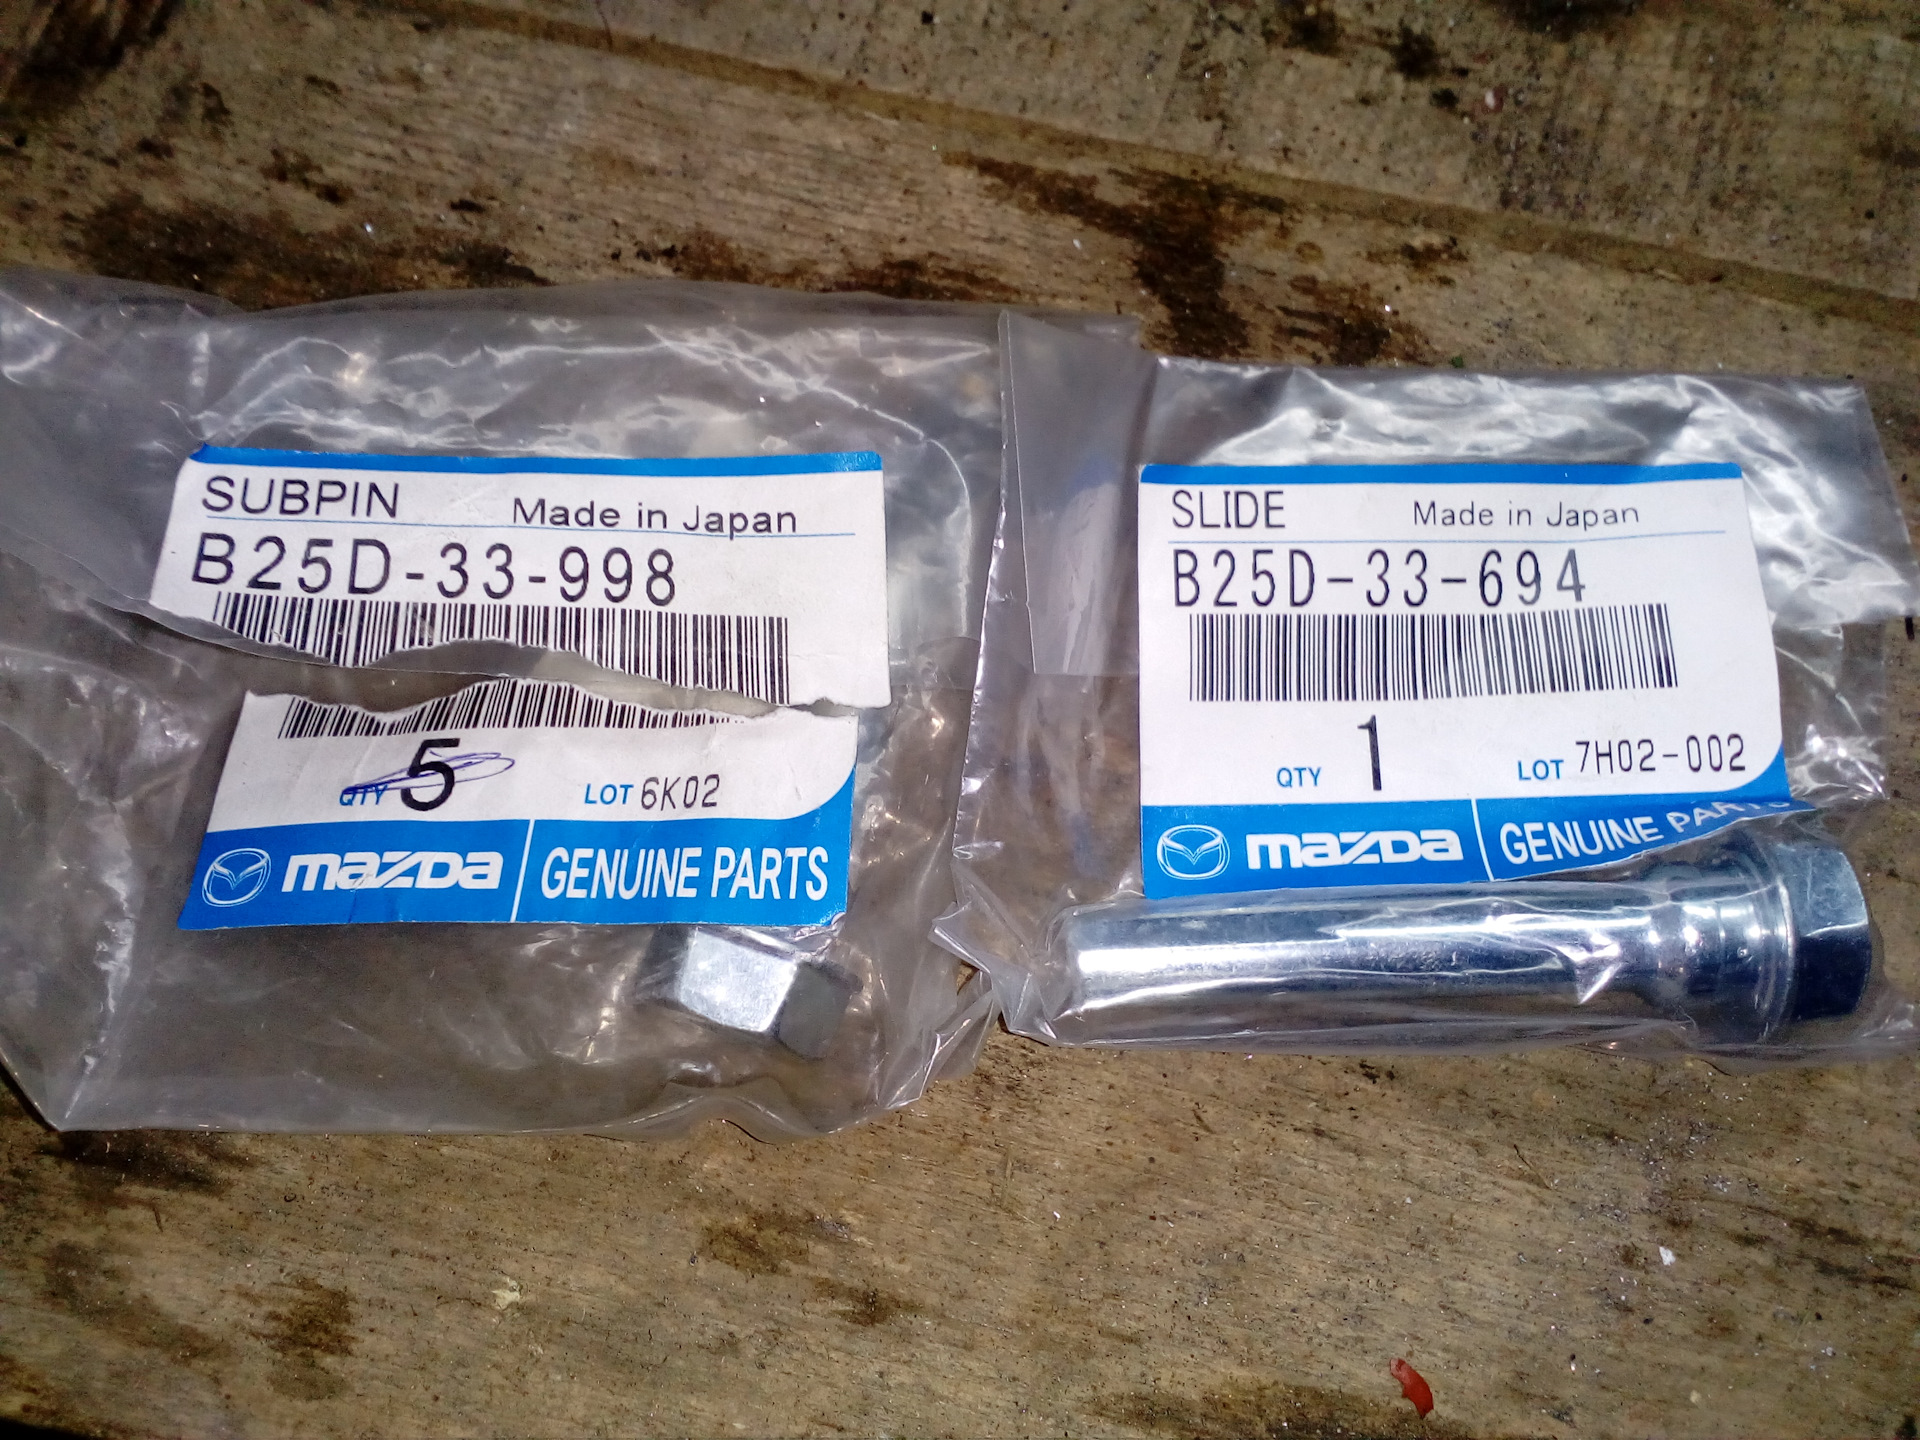 SUBPIN Made in Japan
B25D-33-998
QTY 5 LOT 6K02
mazda GENUINE PARTS
SLIDE Made in Japan
B25D-33-694
QTY 1 LOT 7H02-002
mazda GENUINE PARTS